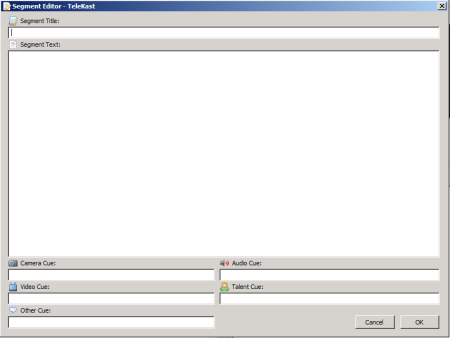 Segment Editor - TeleKast
Segment Title:
Segment Text:
Camera Cue:
Audio Cue:
Video Cue:
Talent Cue:
Other Cue:
Cancel
OK